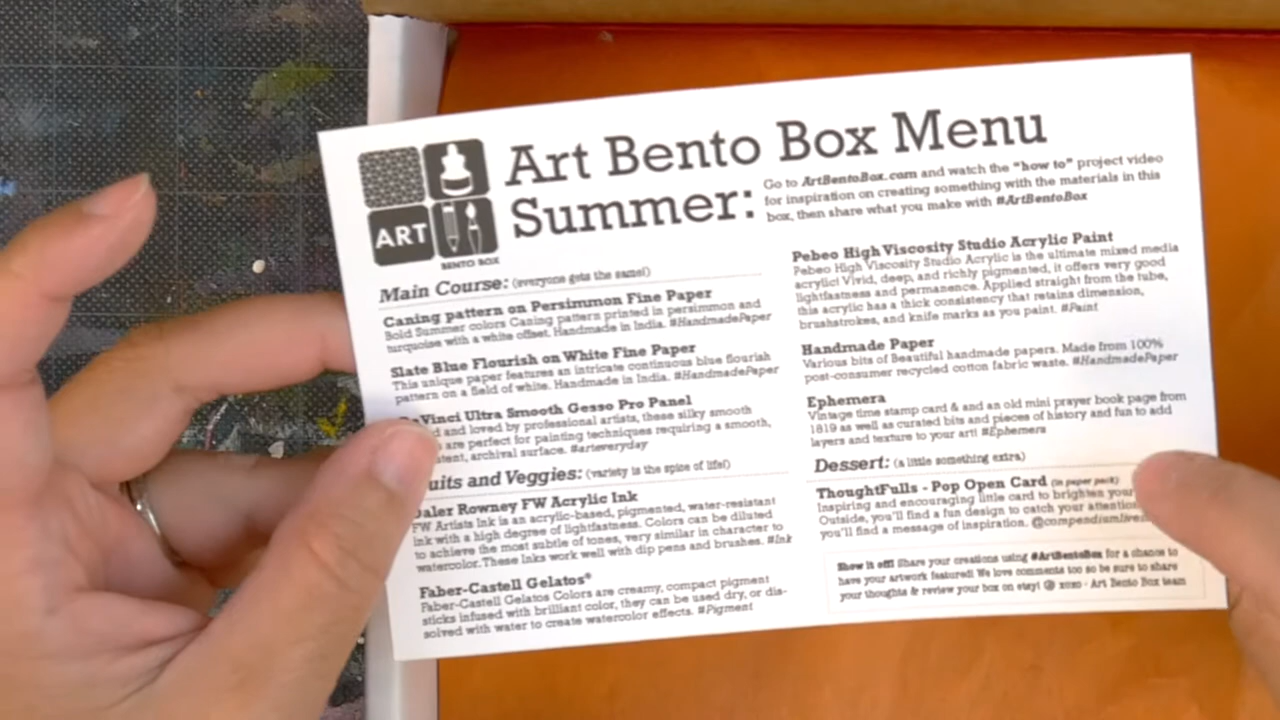 Art Bento Box Menu
Summer:
Go to ArtBentoBox.com and watch the "how to" project video
for inspiration on creating something with the materials in this
box, then share what you make with #ArtBentoBox
ART
BENTO BOX
Main Course: (everyone gets the same!)
Caning pattern on Persimmon Fine Paper
Bold Summer colors Caning pattern printed in persimmon and
turquoise with a white offset. Handmade in India. #HandmadePaper
Slate Blue Flourish on White Fine Paper
This unique paper features an intricate continuous blue flourish
pattern on a field of white. Handmade in India. #HandmadePaper
DaVinci Ultra Smooth Gesso Pro Panel
d and loved by professional artists, these silky smooth
are perfect for painting techniques requiring a smooth,
tent, archival surface. #arteveryday
uits and Veggies: (variety is the spice of life!)
Daler Rowney FW Acrylic Ink
FW Artists Ink is an acrylic-based, pigmented, water-resistant
ink with a high degree of lightfastness. Colors can be diluted
to achieve the most subtle of tones, very similar in character to
watercolor. These Inks work well with dip pens and brushes. #Ink
Faber-Castell Gelatos®
Faber-Castell Gelatos Colors are creamy, compact pigment
sticks infused with brilliant color, they can be used dry, or dis-
solved with water to create watercolor effects. #Pigment
Pebeo High Viscosity Studio Acrylic Paint
Pebeo High Viscosity Studio Acrylic is the ultimate mixed media
acrylic! Vivid, deep, and richly pigmented, it offers very good
lightfastness and permanence. Applied straight from the tube,
this acrylic has a thick consistency that retains dimension,
brushstrokes, and knife marks as you paint. #Paint
Handmade Paper
Various bits of Beautiful handmade papers. Made from 100%
post-consumer recycled cotton fabric waste. #HandmadePaper
Ephemera
Vintage time stamp card & and an old mini prayer book page from
1819 as well as curated bits and pieces of history and fun to add
layers and texture to your art! #Ephemera
Dessert: (a little something extra)
ThoughtFulls - Pop Open Card (in paper pack)
Inspiring and encouraging little card to brighten your
Outside, you'll find a fun design to catch your attention
you'll find a message of inspiration. @compendiumlive
Show it off! Share your creations using #ArtBentoBox for a chance to
have your artwork featured! We love comments too so be sure to share
your thoughts & review your box on etsy! @ xoxo - Art Bento Box team